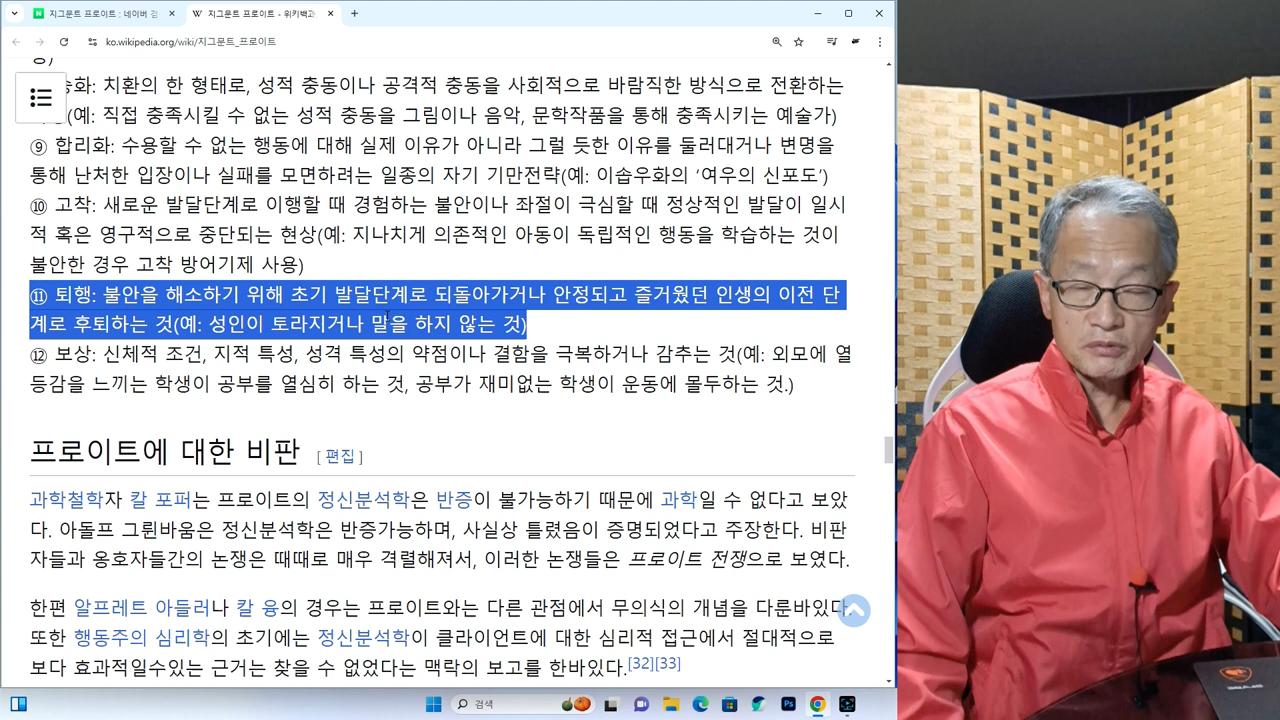 지그문트 프로이트 : 네이버 검
지그문트 프로이트 - 위키백과
ko.wikipedia.org/wiki/지그문트_프로이트
화: 치환의 한 형태로, 성적 충동이나 공격적 충동을 사회적으로 바람직한 방식으로 전환하는
(예: 직접 충족시킬 수 없는 성적 충동을 그림이나 음악, 문학작품을 통해 충족시키는 예술가)
⑨ 합리화: 수용할 수 없는 행동에 대해 실제 이유가 아니라 그럴 듯한 이유를 둘러대거나 변명을
통해 난처한 입장이나 실패를 모면하려는 일종의 자기 기만전략(예: 이솝우화의 ‘여우의 신포도’)
⑩ 고착: 새로운 발달단계로 이행할 때 경험하는 불안이나 좌절이 극심할 때 정상적인 발달이 일시
적 혹은 영구적으로 중단되는 현상(예: 지나치게 의존적인 아동이 독립적인 행동을 학습하는 것이
불안한 경우 고착 방어기제 사용)
⑪ 퇴행: 불안을 해소하기 위해 초기 발달단계로 되돌아가거나 안정되고 즐거웠던 인생의 이전 단
계로 후퇴하는 것(예: 성인이 토라지거나 말을 하지 않는 것)
⑫ 보상: 신체적 조건, 지적 특성, 성격 특성의 약점이나 결함을 극복하거나 감추는 것(예: 외모에 열
등감을 느끼는 학생이 공부를 열심히 하는 것, 공부가 재미없는 학생이 운동에 몰두하는 것.)
프로이트에 대한 비판 [ 편집 ]
과학철학자 칼 포퍼는 프로이트의 정신분석학은 반증이 불가능하기 때문에 과학일 수 없다고 보았
다. 아돌프 그륀바움은 정신분석학은 반증가능하며, 사실상 틀렸음이 증명되었다고 주장한다. 비판
자들과 옹호자들간의 논쟁은 때때로 매우 격렬해져서, 이러한 논쟁들은 프로이트 전쟁으로 보였다.
한편 알프레트 아들러나 칼 융의 경우는 프로이트와는 다른 관점에서 무의식의 개념을 다룬바있다.
또한 행동주의 심리학의 초기에는 정신분석학이 클라이언트에 대한 심리적 접근에서 절대적으로
보다 효과적일수있는 근거는 찾을 수 없었다는 맥락의 보고를 한바있다.[32][33]
검색